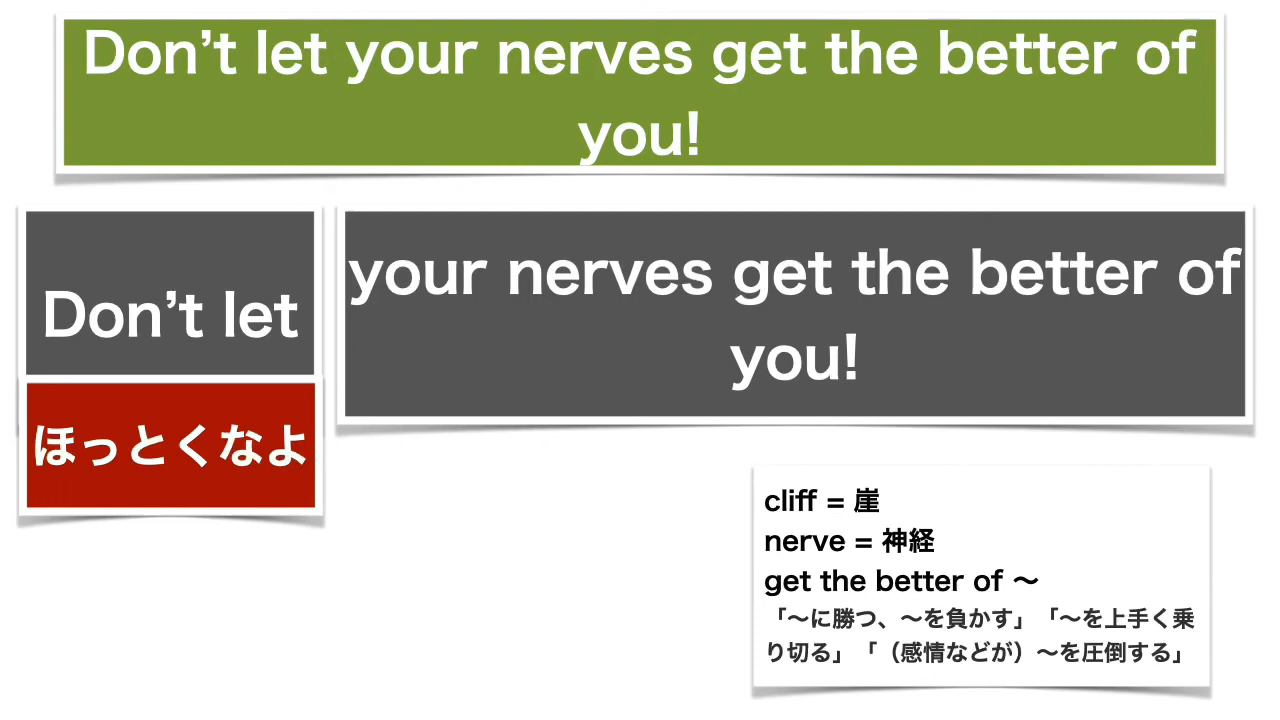 Don’t let your nerves get the better of
you!
Don’t let
your nerves get the better of
you!
ほっとくなよ
cliff = 崖
nerve = 神経
get the better of 〜
「〜に勝つ、〜を負かす」「〜を上手く乗
り切る」「（感情などが）〜を圧倒する」